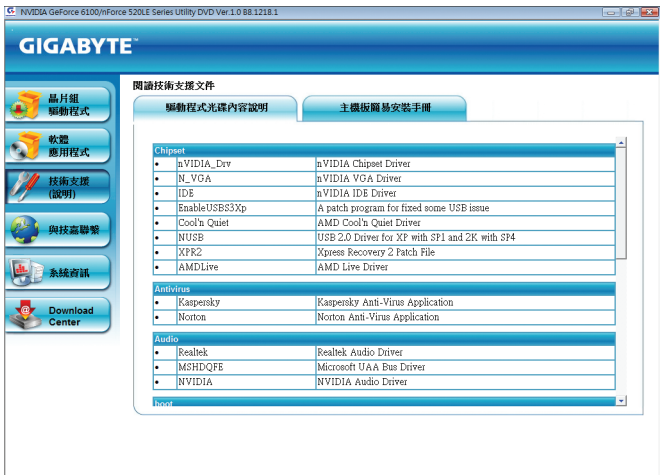 NVIDIA GeForce 6100/nForce 520LE Series Utility DVD Ver.1.0 B8.1218.1
GIGABYTE™
晶片組
驅動程式
軟體
應用程式
技術支援
(說明)
與技嘉聯繫
系統資訊
Download
Center
閱讀技術支援文件
驅動程式光碟內容說明 主機板簡易安裝手冊
Chipset
• nVIDIA_Drv nVIDIA Chipset Driver
• N_VGA nVIDIA VGA Driver
• IDE nVIDIA IDE Driver
• EnableUSBS3Xp A patch program for fixed some USB issue
• Cool'n Quiet AMD Cool'n Quiet Driver
• NUSB USB 2.0 Driver for XP with SP1 and 2K with SP4
• XPR2 Xpress Recovery 2 Patch File
• AMDLive AMD Live Driver
Antivirus
• Kaspersky Kaspersky Anti-Virus Application
• Norton Norton Anti-Virus Application
Audio
• Realtek Realtek Audio Driver
• MSHDQFE Microsoft UAA Bus Driver
• NVIDIA NVIDIA Audio Driver
boot